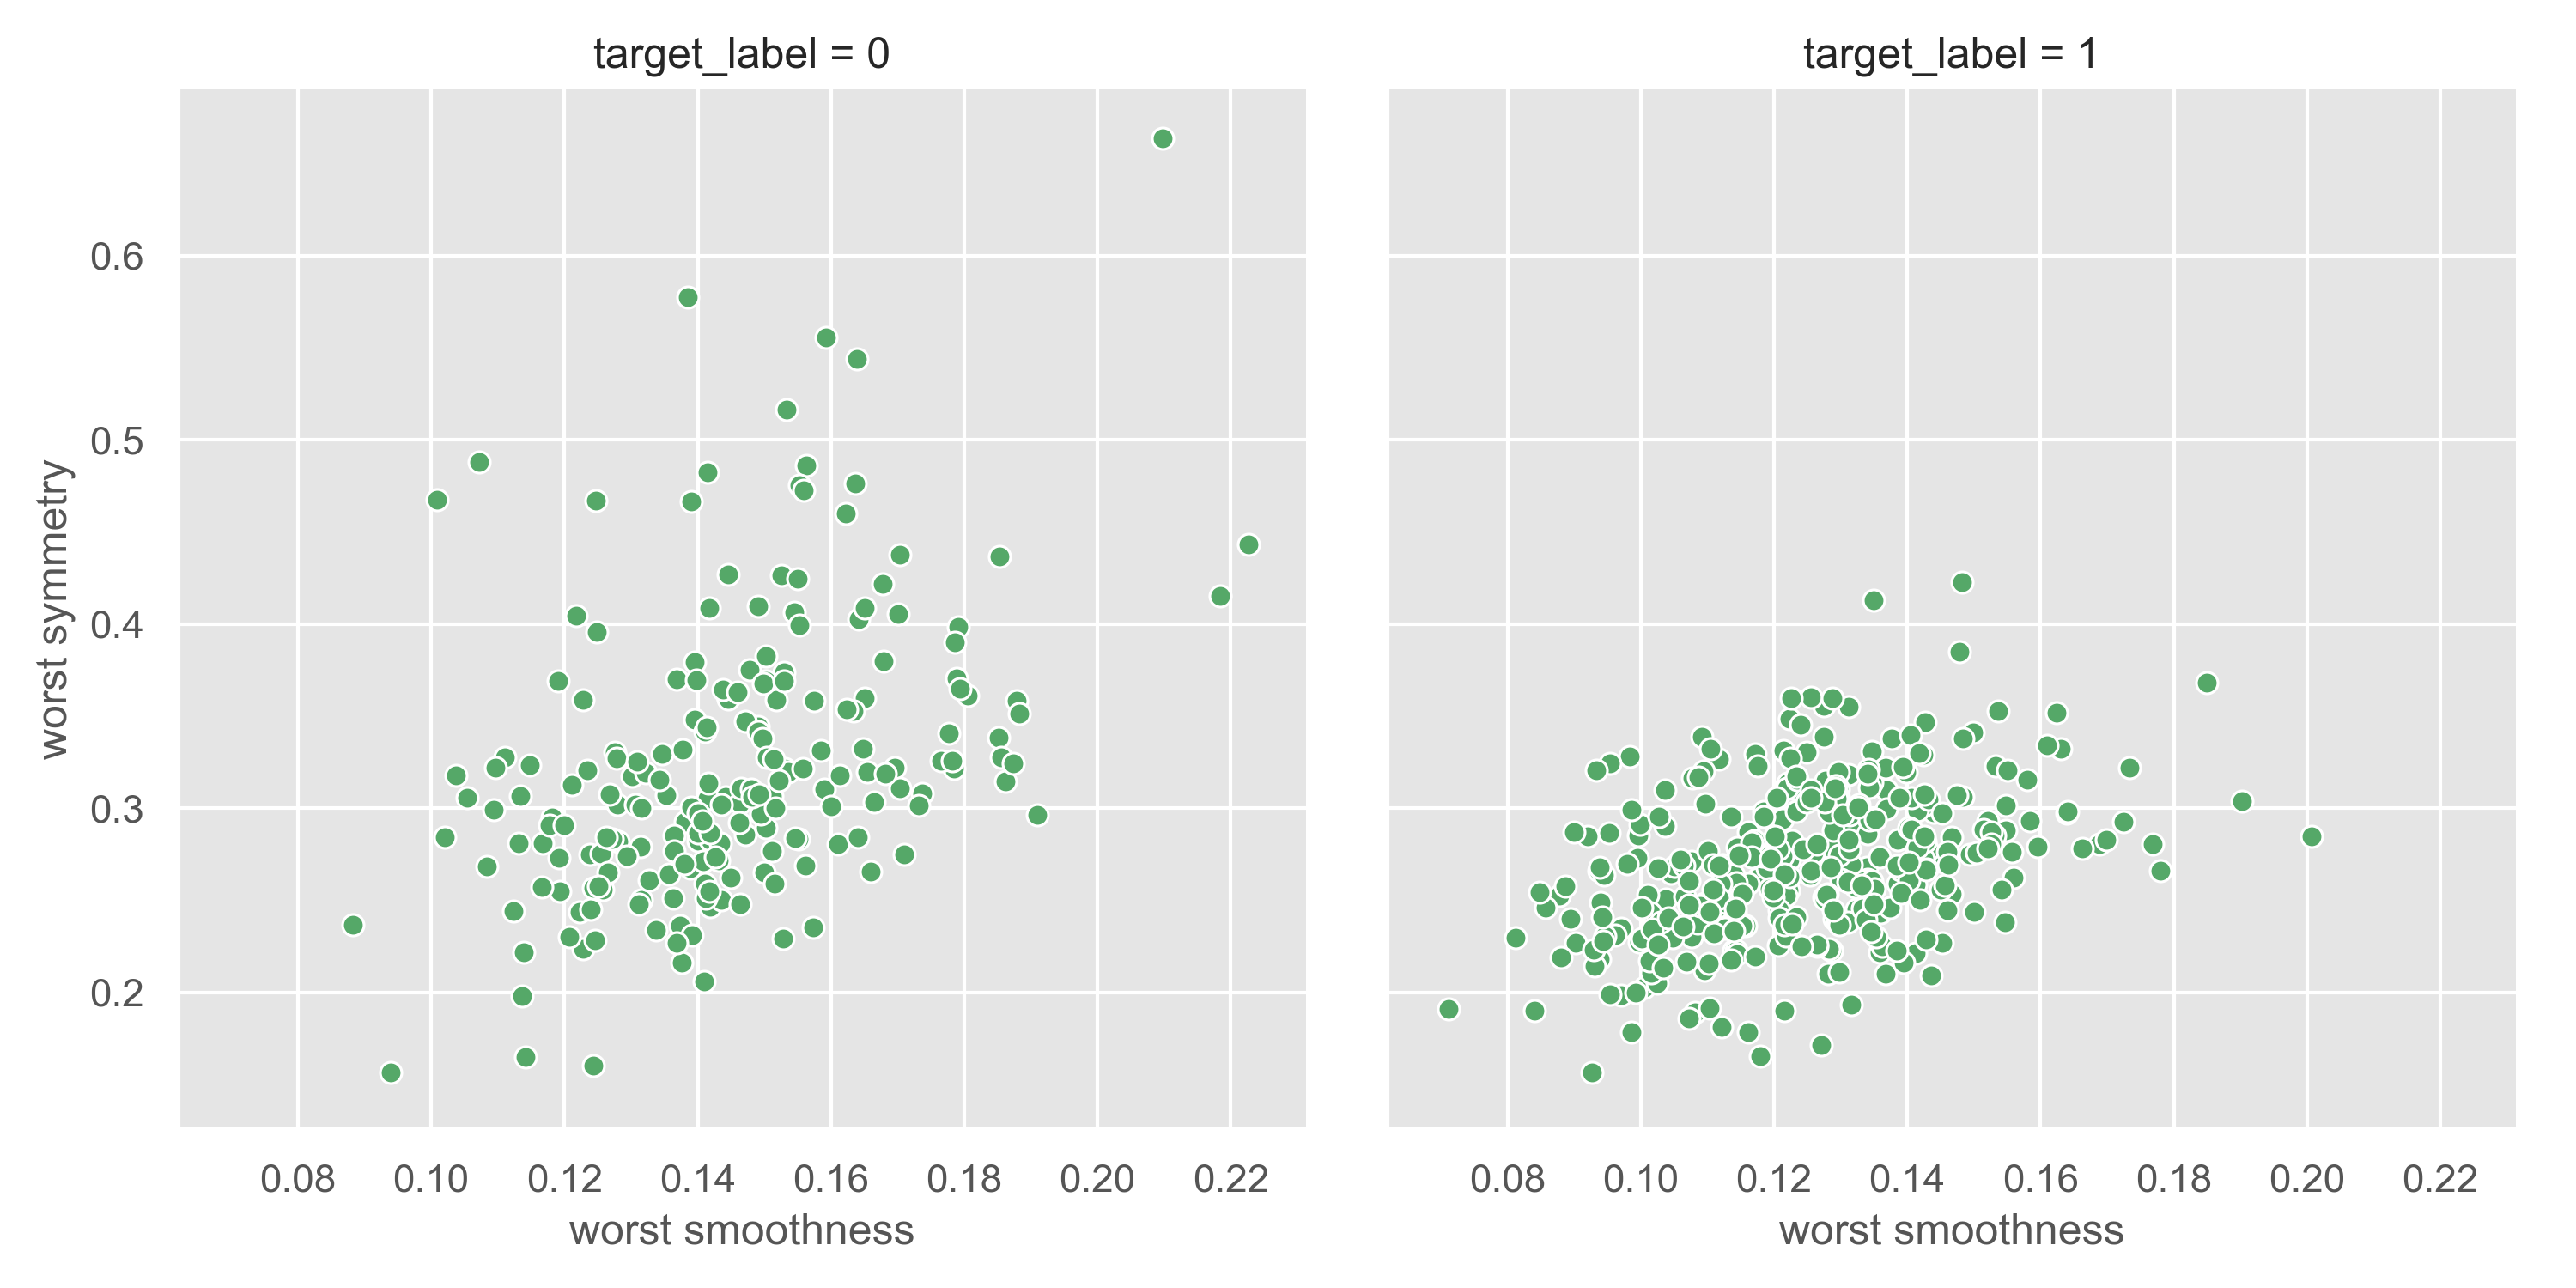 target_label = 0
target_label = 1
worst symmetry
0.6
0.5
0.4
0.3
0.2
0.08 0.10 0.12 0.14 0.16 0.18 0.20 0.22
0.08 0.10 0.12 0.14 0.16 0.18 0.20 0.22
worst smoothness
worst smoothness